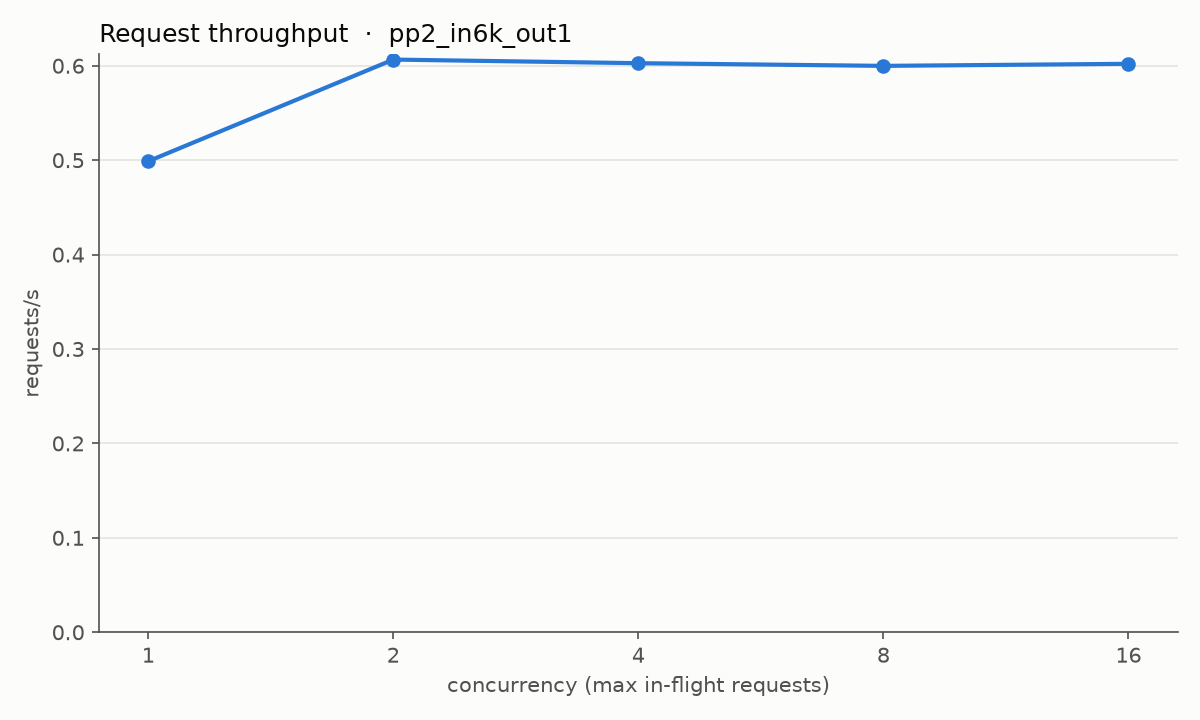 Request throughput · pp2_in6k_out1
0.6
0.5
0.4
0.3
0.2
0.1
0.0
requests/s
1 2 4 8 16
concurrency (max in-flight requests)